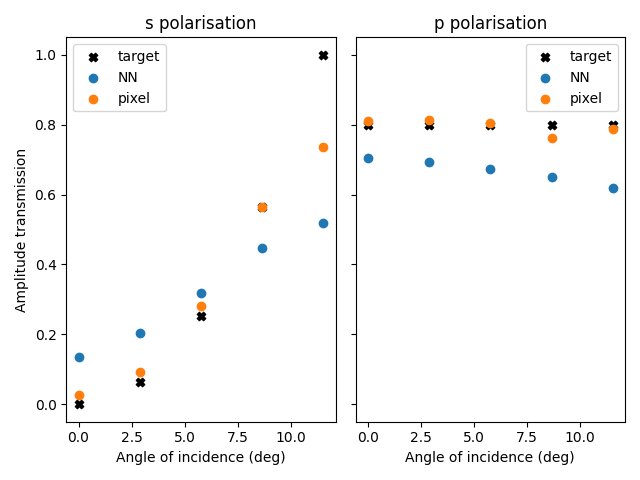 s polarisation
p polarisation
target
NN
pixel
target
NN
pixel
Amplitude transmission
1.0
0.8
0.6
0.4
0.2
0.0
0.0 2.5 5.0 7.5 10.0
0.0 2.5 5.0 7.5 10.0
Angle of incidence (deg)
Angle of incidence (deg)